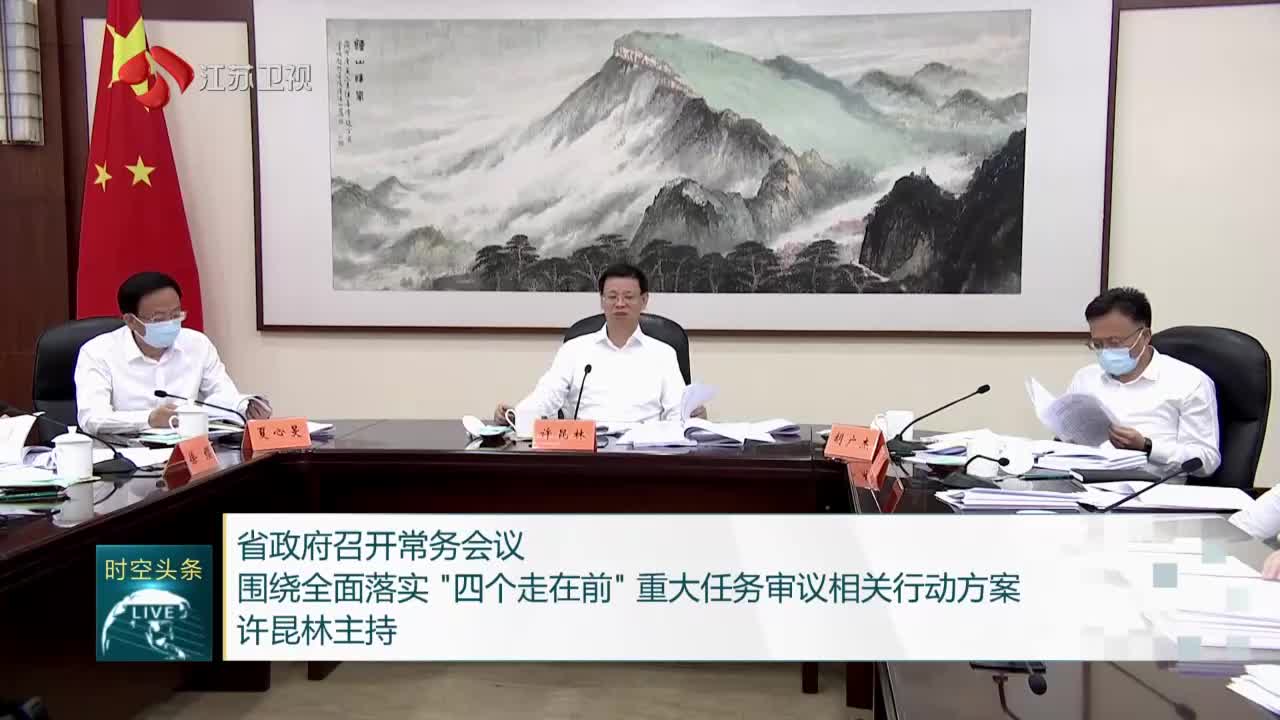 江苏卫视
夏心旻
许昆林
胡广杰
时空头条
LIVE
省政府召开常务会议
围绕全面落实 "四个走在前" 重大任务审议相关行动方案
许昆林主持